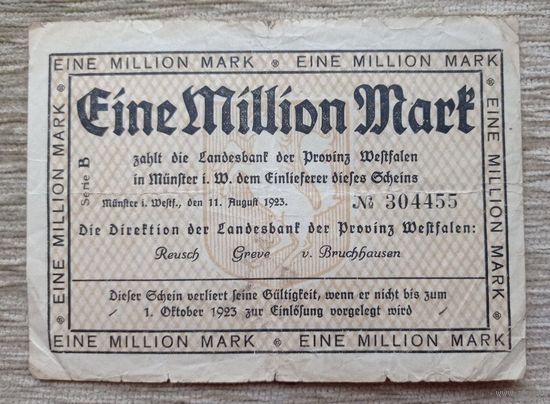 EINE MILLION MARK ® EINE MILLION MARK
EINE MILLION MARK
EINE MILLION MARK
Eine Million Mark
zahlt die Landesbank der Provinz Westfalen
in Münster i. W. dem Einlieferer dieses Scheins
Serie B
Münster i. Westf., den 11. August 1923.
№ 304455
Die Direktion der Landesbank der Provinz Westfalen:
Reusch Greve v. Bruchhausen
Dieser Schein verliert seine Gültigkeit, wenn er nicht bis zum
1. Oktober 1923 zur Einlösung vorgelegt wird
EINE MILLION MARK ® EINE MILLION MARK